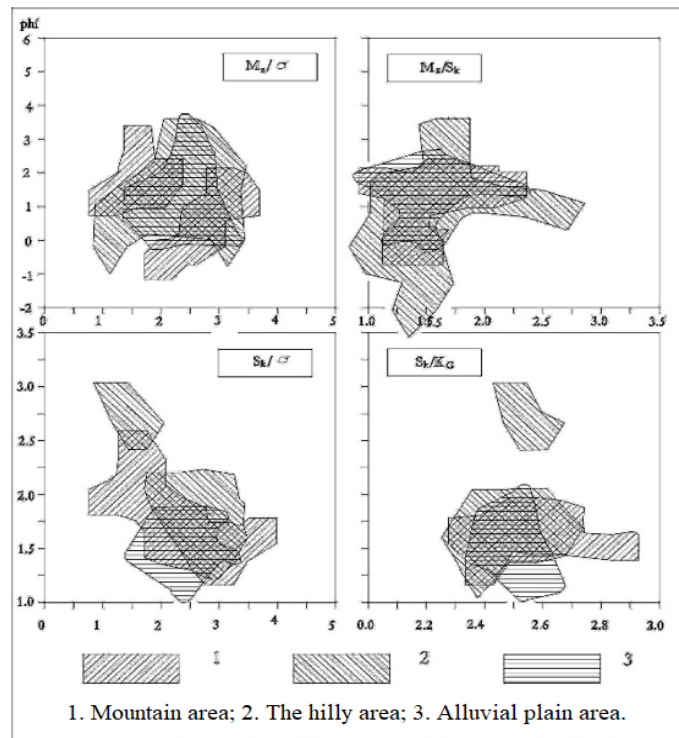 phi
6
5
4
3
2
1
0
-1
-2
Mz/σ
Mz/Sk
0 1 2 3 4 5
1.0 1.5 2.0 2.5 3.0 3.5
3.5
3.0
2.5
2.0
1.5
1.0
Sk/σ
Sk/KG
0 1 2 3 4 5
0.0 2.2 2.4 2.6 2.8 3.0
1 2 3
1. Mountain area; 2. The hilly area; 3. Alluvial plain area.